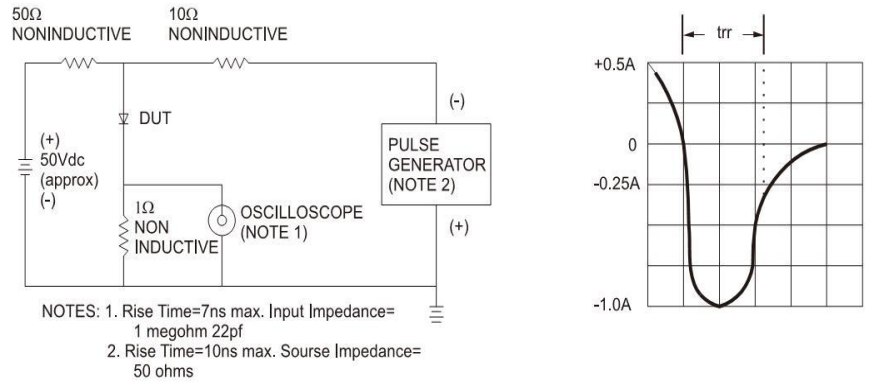 50Ω
NONINDUCTIVE
10Ω
NONINDUCTIVE
DUT
(+)
50Vdc
(approx)
(-)
1Ω
NON
INDUCTIVE
OSCILLOSCOPE
(NOTE 1)
(-)
PULSE
GENERATOR
(NOTE 2)
(+)
NOTES: 1. Rise Time=7ns max. Input Impedance=
1 megohm 22pf
2. Rise Time=10ns max. Sourse Impedance=
50 ohms
trr
+0.5A
0
-0.25A
-1.0A